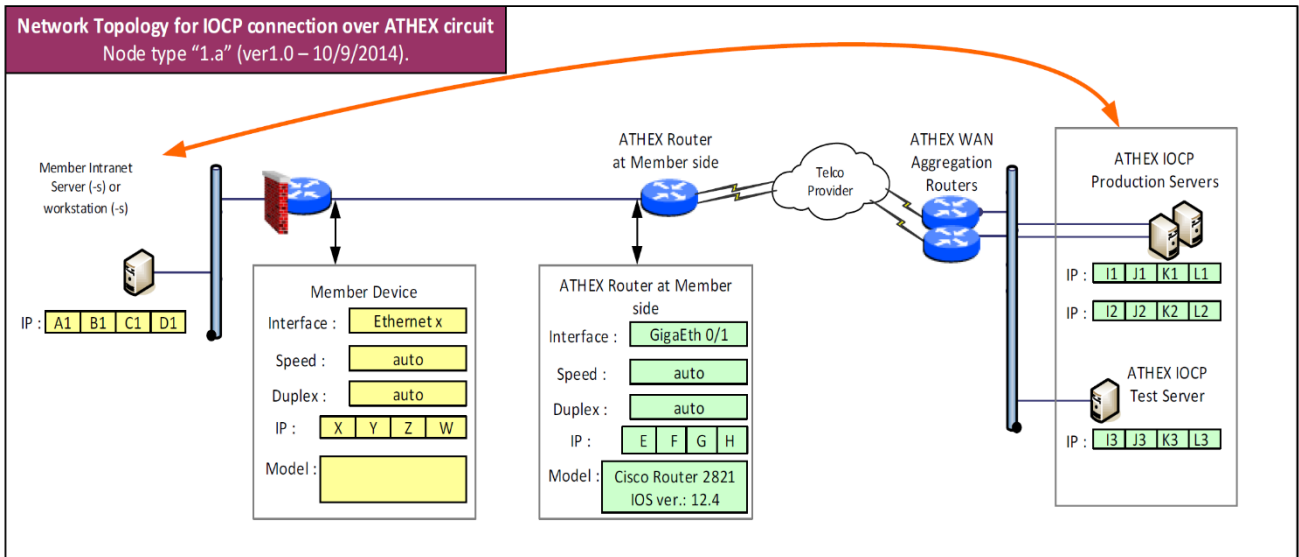 Network Topology for IOCP connection over ATHEX circuit
Node type “1.a” (ver1.0 – 10/9/2014).
Member Intranet
Server (-s) or
workstation (-s)
IP : A1 B1 C1 D1
Member Device
Interface : Ethernet x
Speed : auto
Duplex : auto
IP : X Y Z W
Model :
ATHEX Router
at Member side
ATHEX Router at Member
side
Interface : GigaEth 0/1
Speed : auto
Duplex : auto
IP : E F G H
Model : Cisco Router 2821
IOS ver.: 12.4
Telco
Provider
ATHEX WAN
Aggregation
Routers
ATHEX IOCP
Production Servers
IP : I1 J1 K1 L1
IP : I2 J2 K2 L2
ATHEX IOCP
Test Server
IP : I3 J3 K3 L3